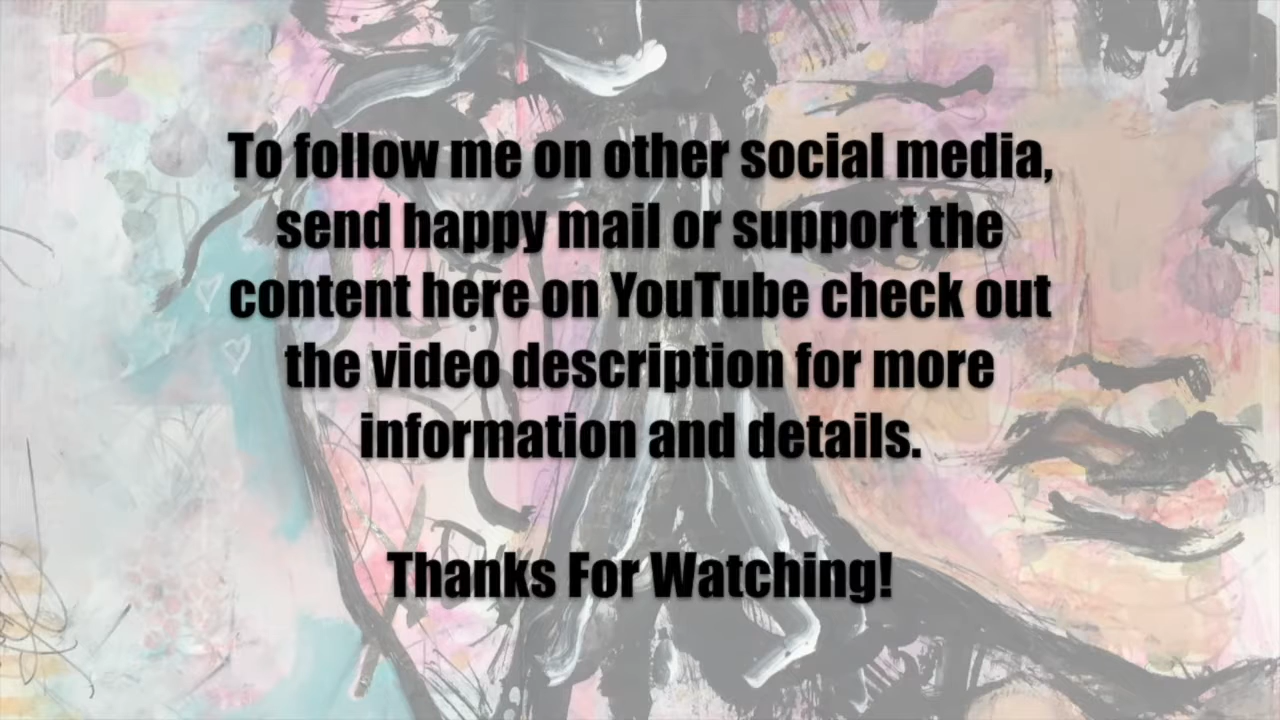 To follow me on other social media,
send happy mail or support the
content here on YouTube check out
the video description for more
information and details.
Thanks For Watching!